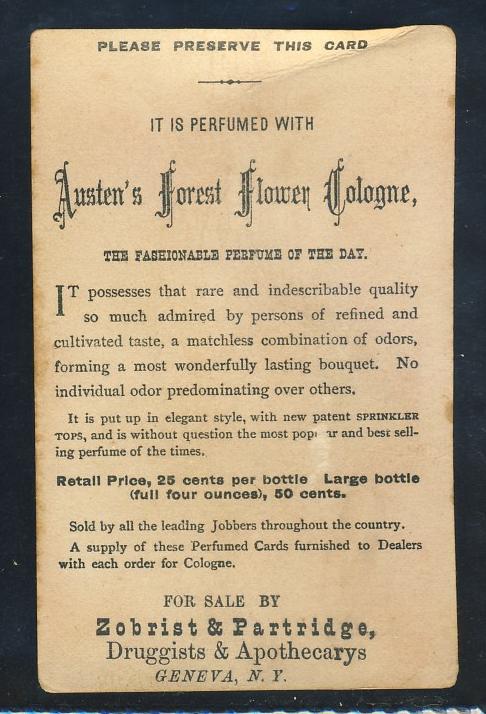 PLEASE PRESERVE THIS CARD
IT IS PERFUMED WITH
Austen's Forest Flower Cologne,
THE FASHIONABLE PERFUME OF THE DAY.
IT possesses that rare and indescribable quality
so much admired by persons of refined and
cultivated taste, a matchless combination of odors,
forming a most wonderfully lasting bouquet. No
individual odor predominating over others.
It is put up in elegant style, with new patent SPRINKLER
TOPS, and is without question the most and best sell-
ing perfume of the times.
Retail Price, 25 cents per bottle Large bottle
(full four ounces), 50 cents.
Sold by all the leading Jobbers throughout the country.
A supply of these Perfumed Cards furnished to Dealers
with each order for Cologne.
FOR SALE BY
Zobrist & Partridge,
Druggists & Apothecarys
GENEVA, N. Y.